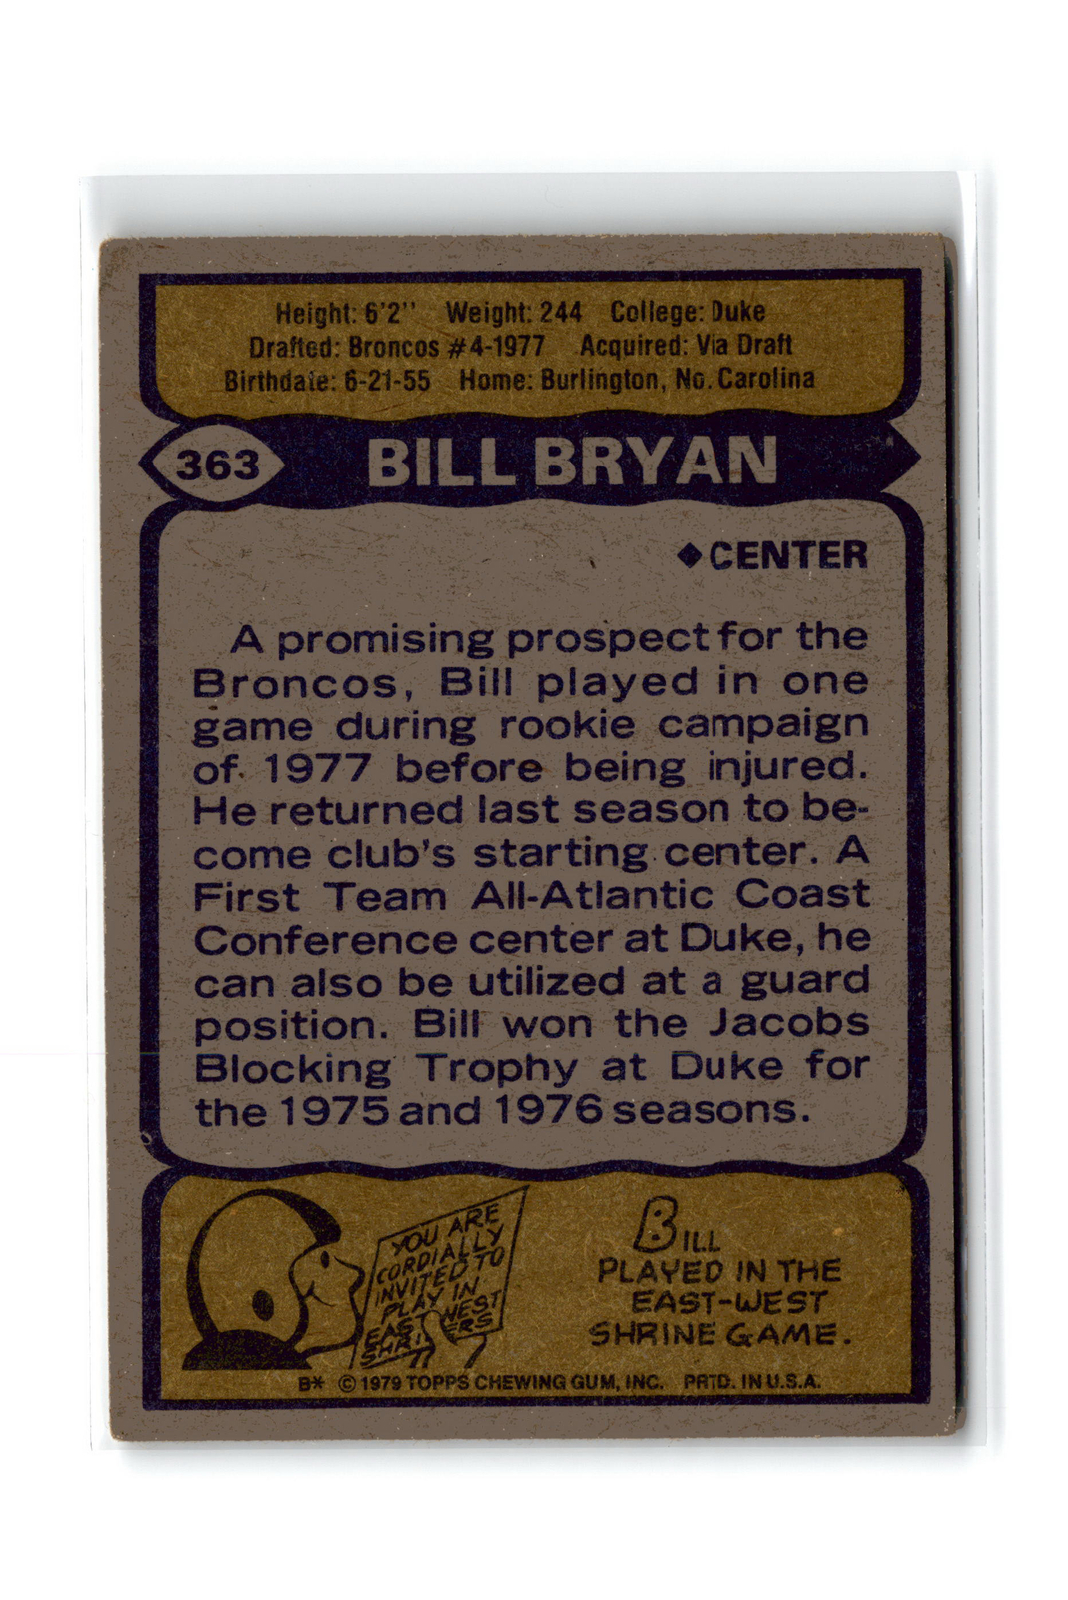 Height: 6'2" Weight: 244 College: Duke
Drafted: Broncos #4-1977 Acquired: Via Draft
Birthdate: 6-21-55 Home: Burlington, No. Carolina
363 BILL BRYAN
◆CENTER
A promising prospect for the
Broncos, Bill played in one
game during rookie campaign
of 1977 before being injured.
He returned last season to be-
come club's starting center. A
First Team All-Atlantic Coast
Conference center at Duke, he
can also be utilized at a guard
position. Bill won the Jacobs
Blocking Trophy at Duke for
the 1975 and 1976 seasons.
YOU ARE
CORDIALLY
INVITED TO
PLAY IN
EAST WEST
SHRINERS
BILL
PLAYED IN THE
EAST-WEST
SHRINE GAME.
B* © 1979 TOPPS CHEWING GUM, INC. PRTD. IN U.S.A.